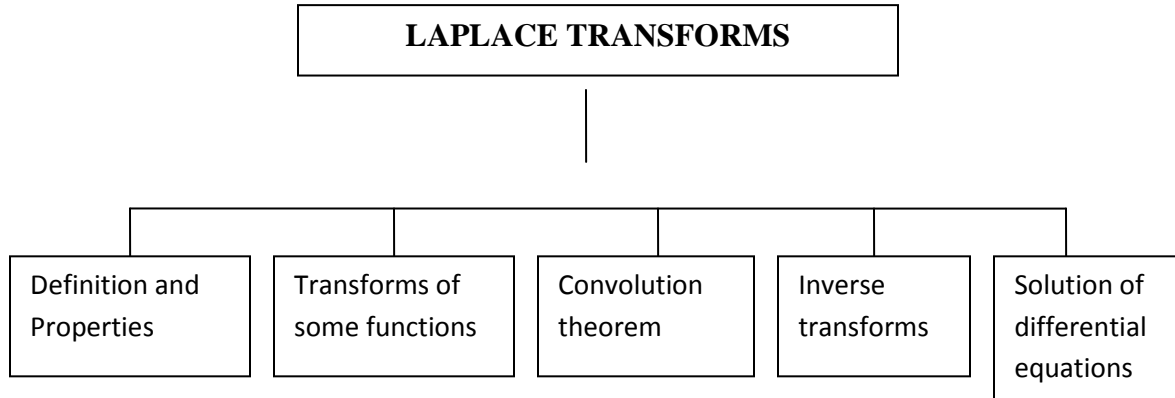 LAPLACE TRANSFORMS
Definition and
Properties
Transforms of
some functions
Convolution
theorem
Inverse
transforms
Solution of
differential
equations